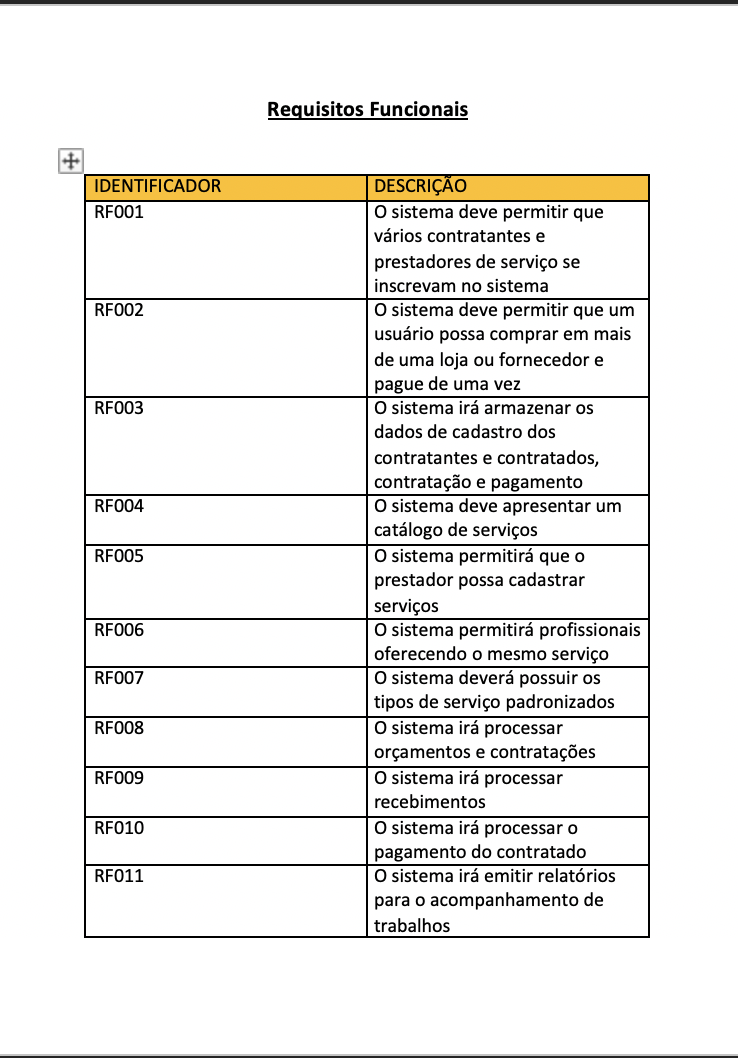 Requisitos Funcionais
IDENTIFICADOR DESCRIÇÃO
RF001 O sistema deve permitir que
vários contratantes e
prestadores de serviço se
inscrevam no sistema
RF002 O sistema deve permitir que um
usuário possa comprar em mais
de uma loja ou fornecedor e
pague de uma vez
RF003 O sistema irá armazenar os
dados de cadastro dos
contratantes e contratados,
contratação e pagamento
RF004 O sistema deve apresentar um
catálogo de serviços
RF005 O sistema permitirá que o
prestador possa cadastrar
serviços
RF006 O sistema permitirá profissionais
oferecendo o mesmo serviço
RF007 O sistema deverá possuir os
tipos de serviço padronizados
RF008 O sistema irá processar
orçamentos e contratações
RF009 O sistema irá processar
recebimentos
RF010 O sistema irá processar o
pagamento do contratado
RF011 O sistema irá emitir relatórios
para o acompanhamento de
trabalhos